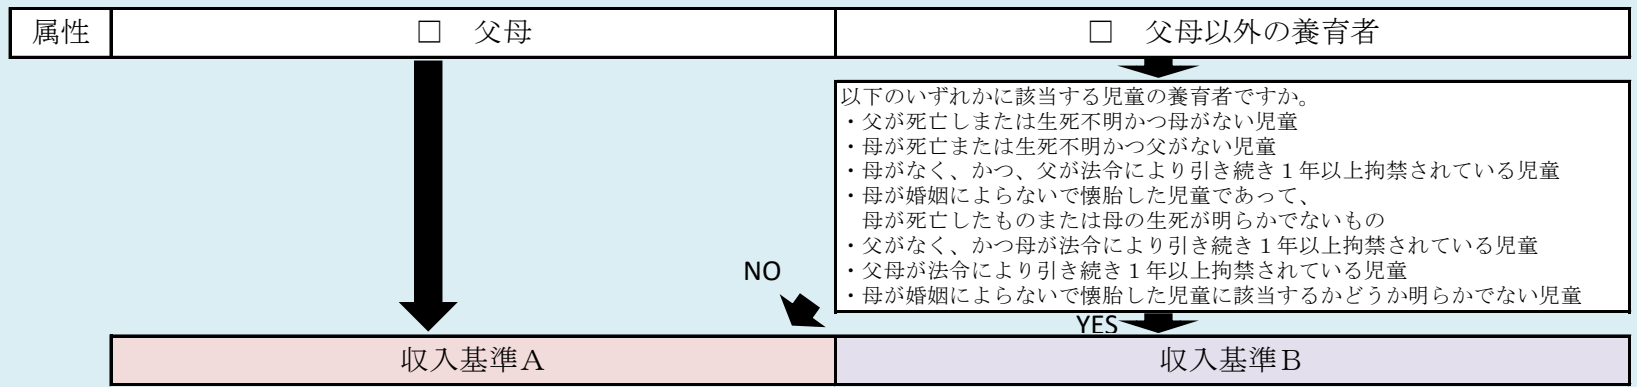 属性
□ 父母
□ 父母以外の養育者
以下のいずれかに該当する児童の養育者ですか。
・父が死亡しまたは生死不明かつ母がない児童
・母が死亡または生死不明かつ父がない児童
・母がなく、かつ、父が法令により引き続き１年以上拘禁されている児童
・母が婚姻によらないで懐胎した児童であって、
母が死亡したものまたは母の生死が明らかでないもの
・父がなく、かつ母が法令により引き続き１年以上拘禁されている児童
・父母が法令により引き続き１年以上拘禁されている児童
・母が婚姻によらないで懐胎した児童に該当するかどうか明らかでない児童
NO
YES
収入基準Ａ
収入基準Ｂ